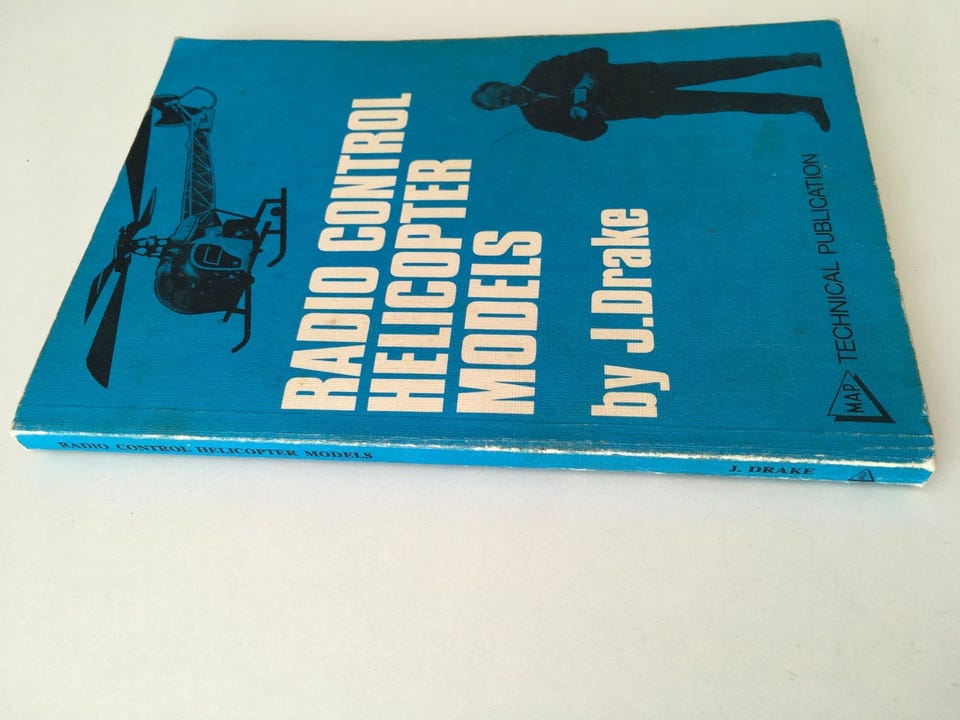 RADIO CONTROL
HELICOPTER
MODELS
by J.Drake
MAP TECHNICAL PUBLICATION
RADIO CONTROL HELICOPTER MODELS J. DRAKE